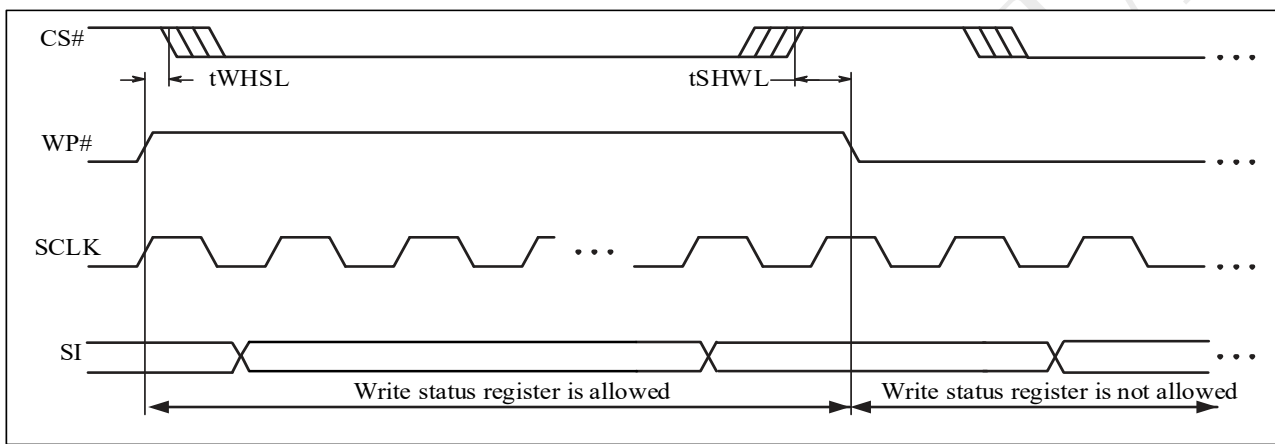 CS#
tWHSL
tSHWL
WP#
SCLK
SI
Write status register is allowed
Write status register is not allowed